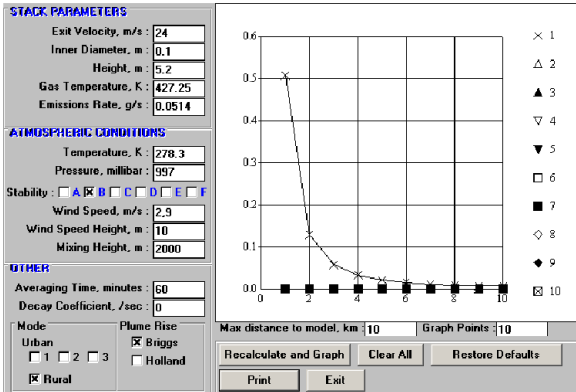 STACK PARAMETERS
Exit Velocity, m/s : 24
Inner Diameter, m : 0.1
Height, m : 5.2
Gas Temperature, K : 427.25
Emissions Rate, g/s : 0.0514
ATMOSPHERIC CONDITIONS
Temperature, K : 278.3
Pressure, millibar : 997
Stability : A B C D E F
Wind Speed, m/s : 2.9
Wind Speed Height, m : 10
Mixing Height, m : 2000
OTHER
Averaging Time, minutes : 60
Decay Coefficient, /sec : 0
Mode
Urban
1 2 3
Rural
Plume Rise
Briggs
Holland
0.6
0.5
0.4
0.3
0.2
0.1
0.0
0 2 4 6 8 10
1
2
3
4
5
6
7
8
9
10
Max distance to model, km : 10 Graph Points : 10
Recalculate and Graph Clear All Restore Defaults
Print Exit